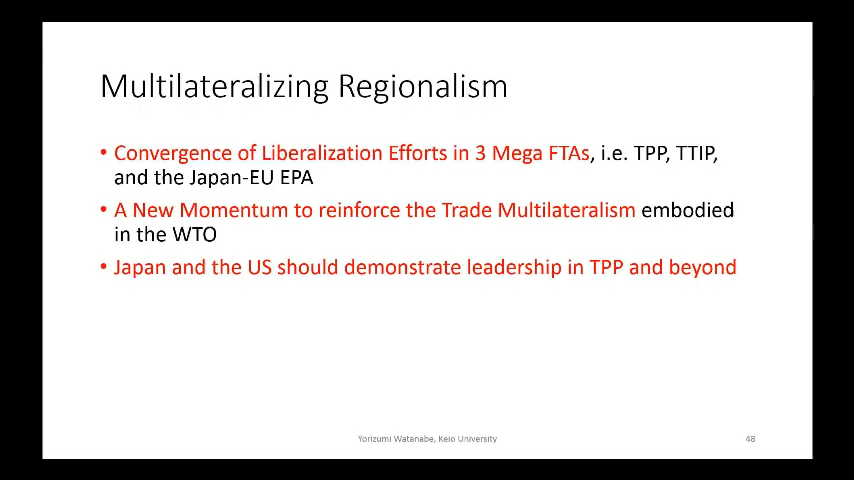 Multilateralizing Regionalism
• Convergence of Liberalization Efforts in 3 Mega FTAs, i.e. TPP, TTIP,
and the Japan-EU EPA
• A New Momentum to reinforce the Trade Multilateralism embodied
in the WTO
• Japan and the US should demonstrate leadership in TPP and beyond
Yorizumi Watanabe, Keio University
48